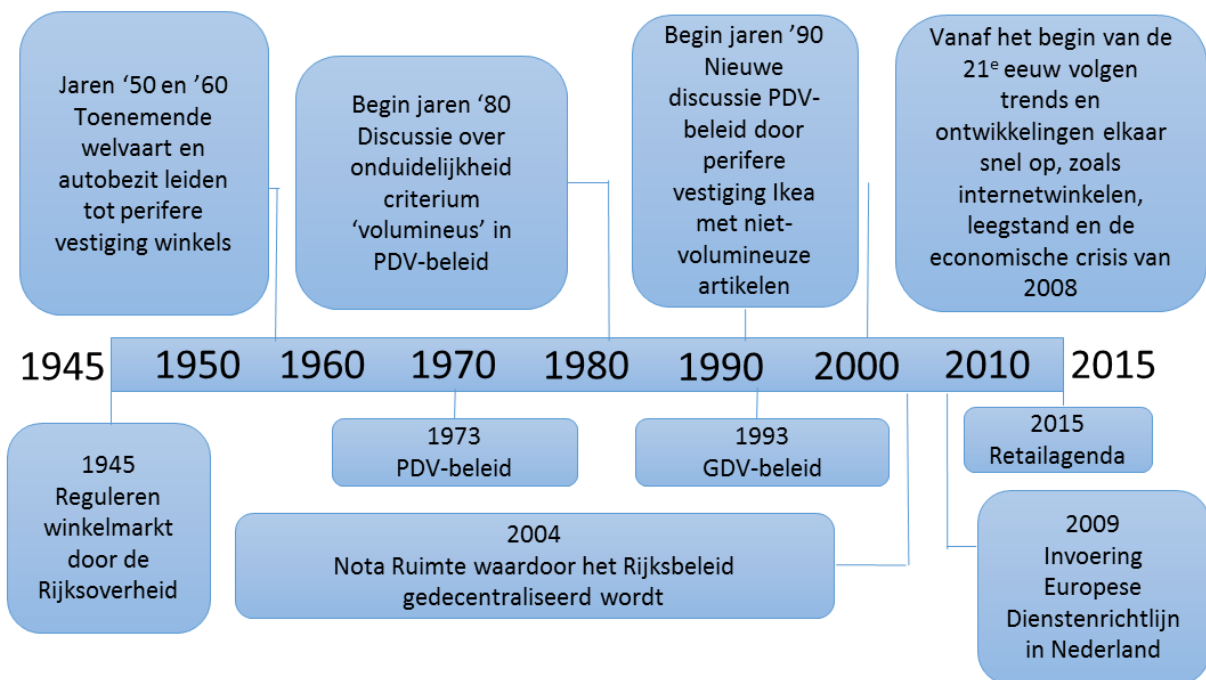 Jaren ‘50 en ’60
Toenemende
welvaart en
autobezit leiden
tot perifere
vestiging winkels
Begin jaren ‘80
Discussie over
onduidelijkheid
criterium
‘volumineus’ in
PDV-beleid
Begin jaren ’90
Nieuwe
discussie PDV-
beleid door
perifere
vestiging Ikea
met niet-
volumineuze
artikelen
Vanaf het begin van de
21e eeuw volgen
trends en
ontwikkelingen elkaar
snel op, zoals
internetwinkelen,
leegstand en de
economische crisis van
2008
1945 1950 1960 1970 1980 1990 2000 2010 2015
1945
Reguleren
winkelmarkt
door de
Rijksoverheid
1973
PDV-beleid
1993
GDV-beleid
2015
Retailagenda
2004
Nota Ruimte waardoor het Rijksbeleid
gedecentraliseerd wordt
2009
Invoering
Europese
Dienstenrichtlijn
in Nederland